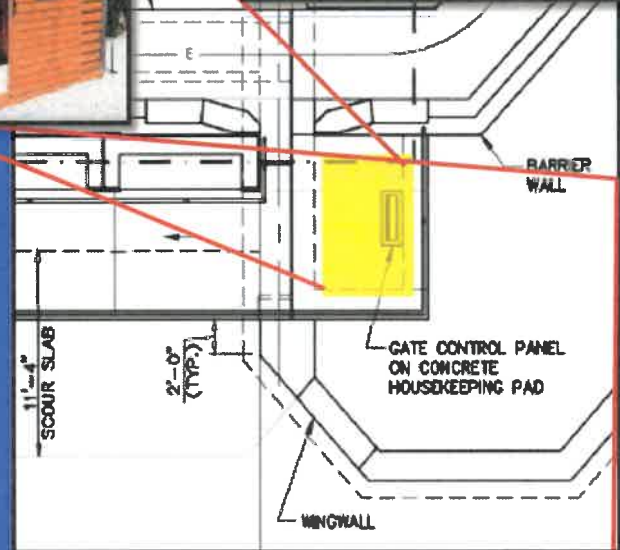 E
BARRIER
WALL
GATE CONTROL PANEL
ON CONCRETE
HOUSEKEEPING PAD
11'-4"
SCOUR SLAB
2'-0"
(TYP.)
WINGWALL